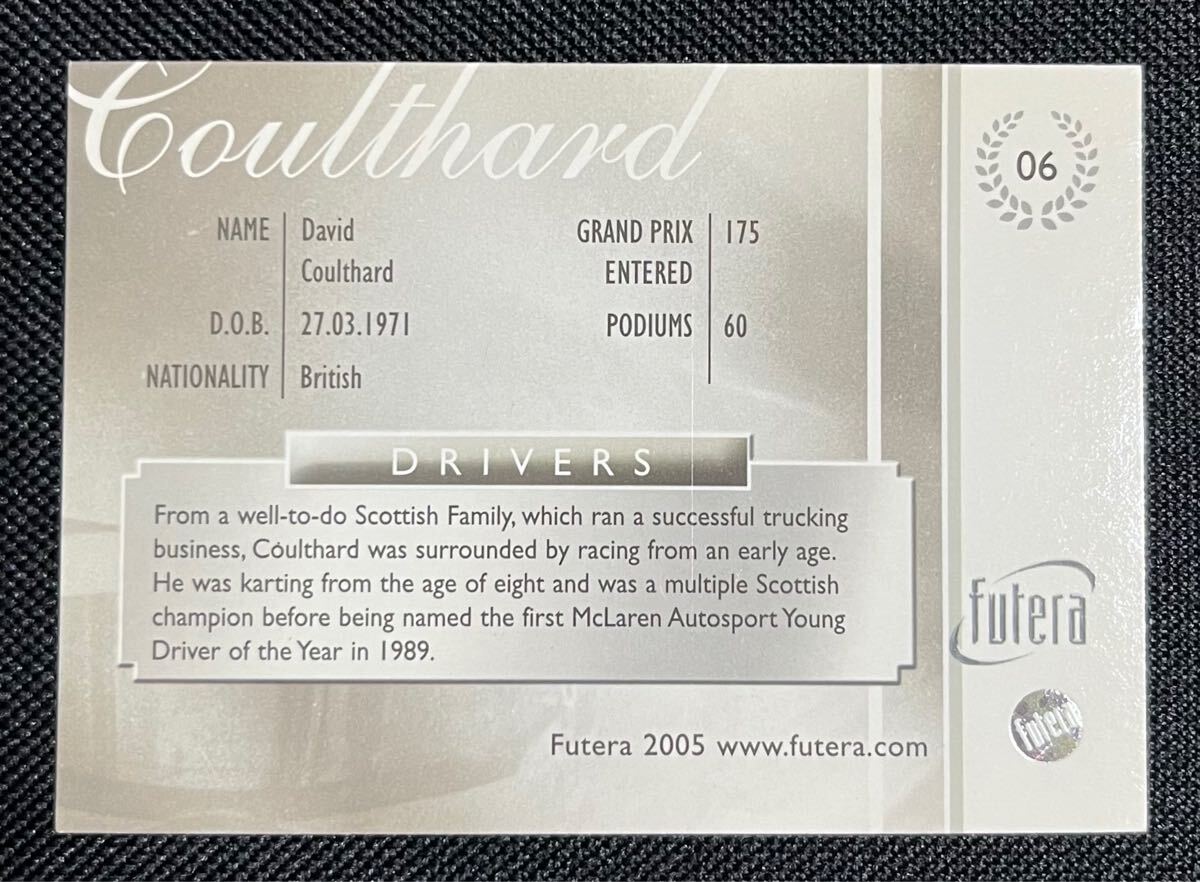 Coulthard
06
NAME David
Coulthard
D.O.B. 27.03.1971
NATIONALITY British
GRAND PRIX 175
ENTERED
PODIUMS 60
DRIVERS
From a well-to-do Scottish Family, which ran a successful trucking
business, Coulthard was surrounded by racing from an early age.
He was karting from the age of eight and was a multiple Scottish
champion before being named the first McLaren Autosport Young
Driver of the Year in 1989.
futera
futera
Futera 2005 www.futera.com